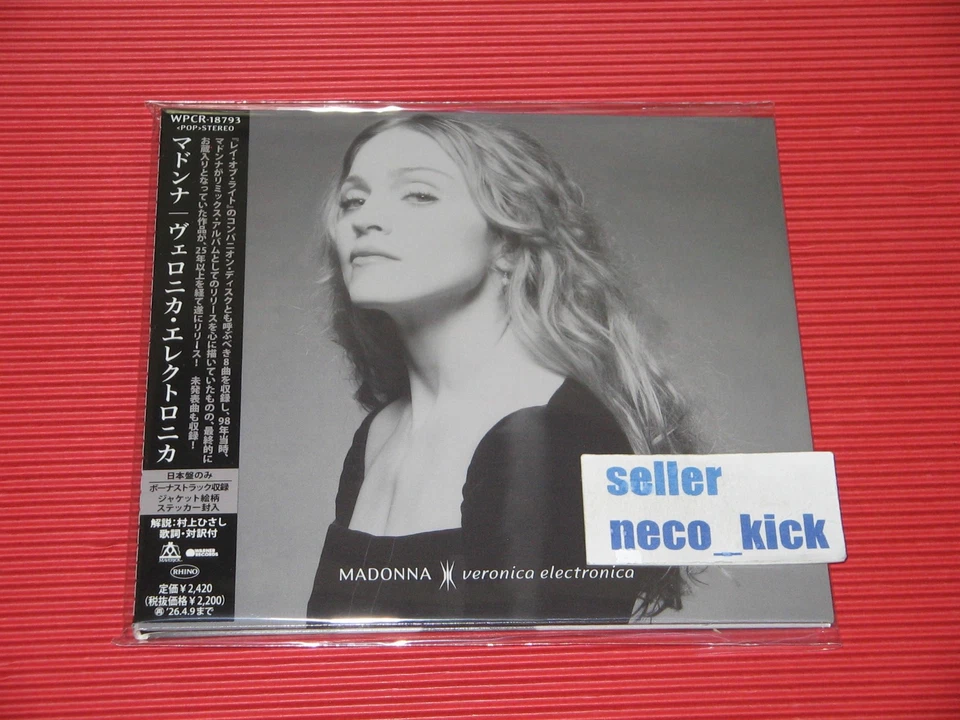 WPCR-18793
<POP>STEREO
マドンナ｜ヴェロニカ・エレクトロニカ
『レイ・オブ・ライト』のコンパニオン・ディスクとも呼ぶべき8曲を収録し、98年当時、
マドンナがリミックス・アルバムとしてのリリースを心に描いていたものの、最終的に
お蔵入りとなっていた作品が、25年以上を経て遂にリリース！ 未発表曲も収録！
日本盤のみ
ボーナストラック収録
ジャケット絵柄
ステッカー封入
解説：村上ひさし
歌詞・対訳付
MAVERICK
WARNER
RECORDS
RHINO
定価￥2,420
(税抜価格￥2,200)
㊢'26.4.9まで
MADONNA
veronica electronica
seller
neco_kick